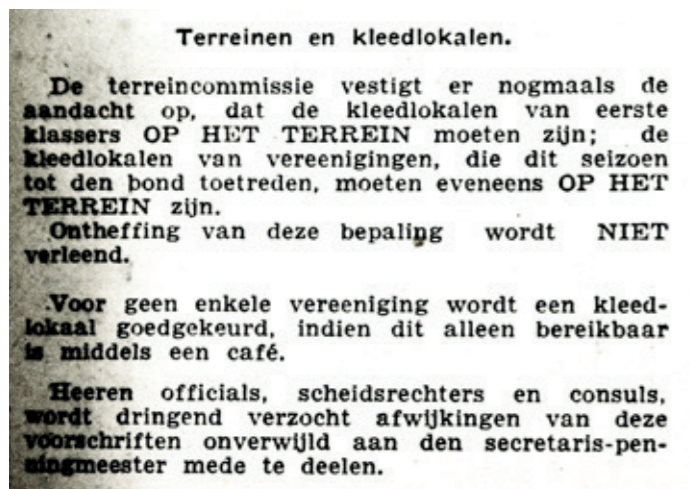 Terreinen en kleedlokalen.
De terreincommissie vestigt er nogmaals de
aandacht op, dat de kleedlokalen van eerste
klassers OP HET TERREIN moeten zijn; de
kleedlokalen van vereenigingen, die dit seizoen
tot den bond toetreden, moeten eveneens OP HET
TERREIN zijn.
Ontheffing van deze bepaling wordt NIET
verleend.
Voor geen enkele vereeniging wordt een kleed-
lokaal goedgekeurd, indien dit alleen bereikbaar
is middels een café.
Heeren officials, scheidsrechters en consuls,
wordt dringend verzocht afwijkingen van deze
voorschriften onverwijld aan den secretaris-pen-
ningmeester mede te deelen.